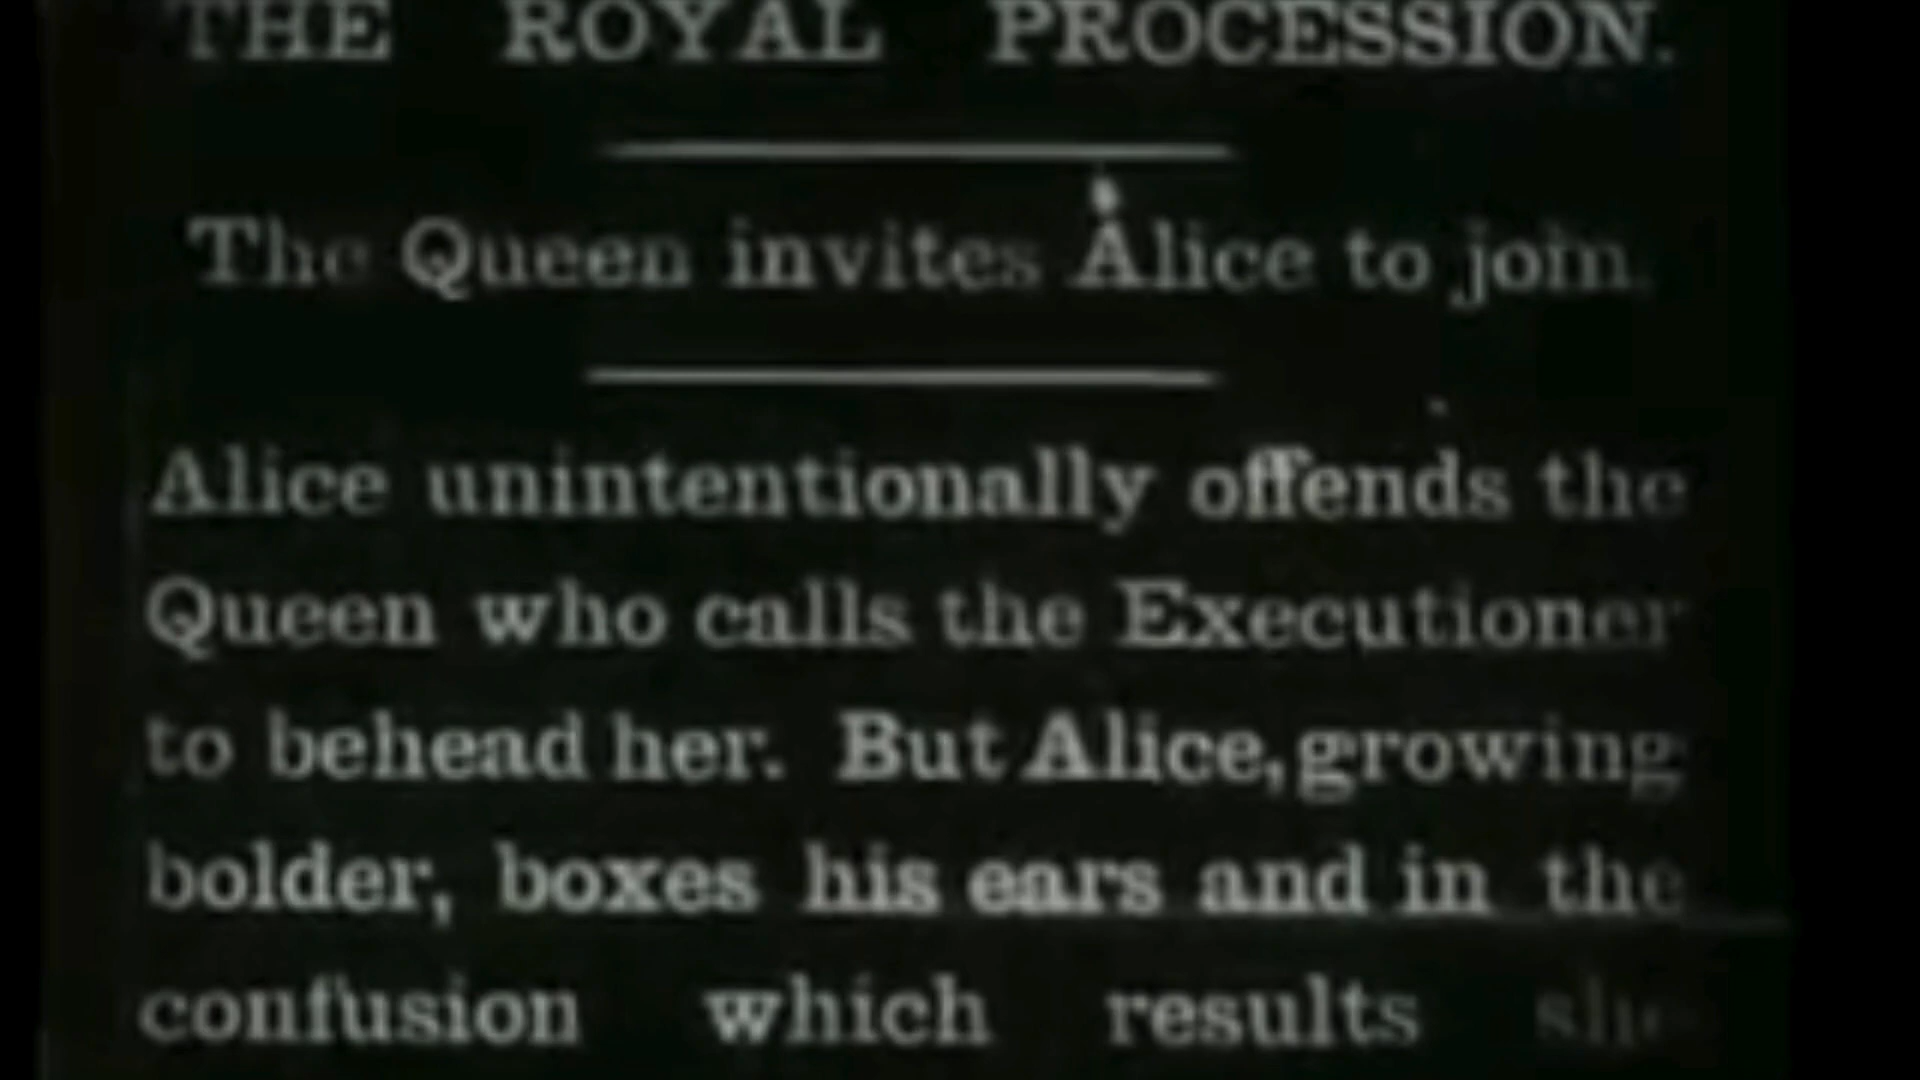 THE ROYAL PROCESSION.
The Queen invites Alice to join.
Alice unintentionally offends the
Queen who calls the Executioner
to behead her. But Alice, growing
bolder, boxes his ears and in the
confusion which results she